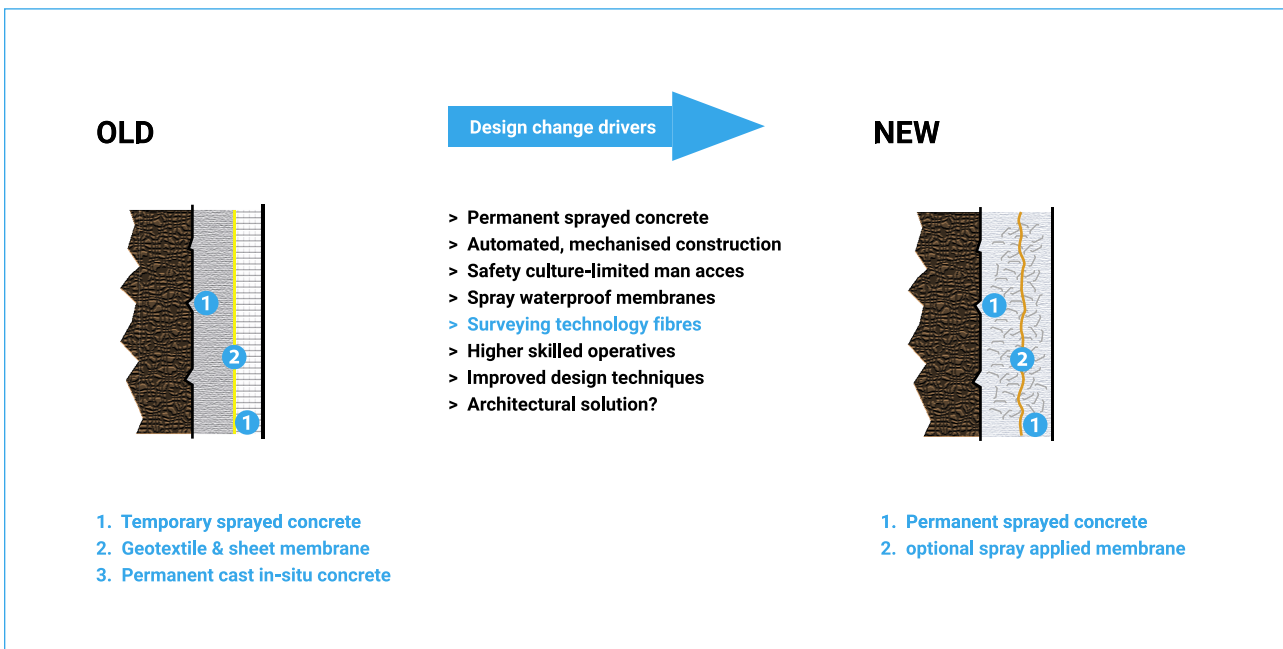 OLD
Design change drivers
NEW
1
2
1
> Permanent sprayed concrete
> Automated, mechanised construction
> Safety culture-limited man acces
> Spray waterproof membranes
> Surveying technology fibres
> Higher skilled operatives
> Improved design techniques
> Architectural solution?
1
2
1
1. Temporary sprayed concrete
2. Geotextile & sheet membrane
3. Permanent cast in-situ concrete
1. Permanent sprayed concrete
2. optional spray applied membrane